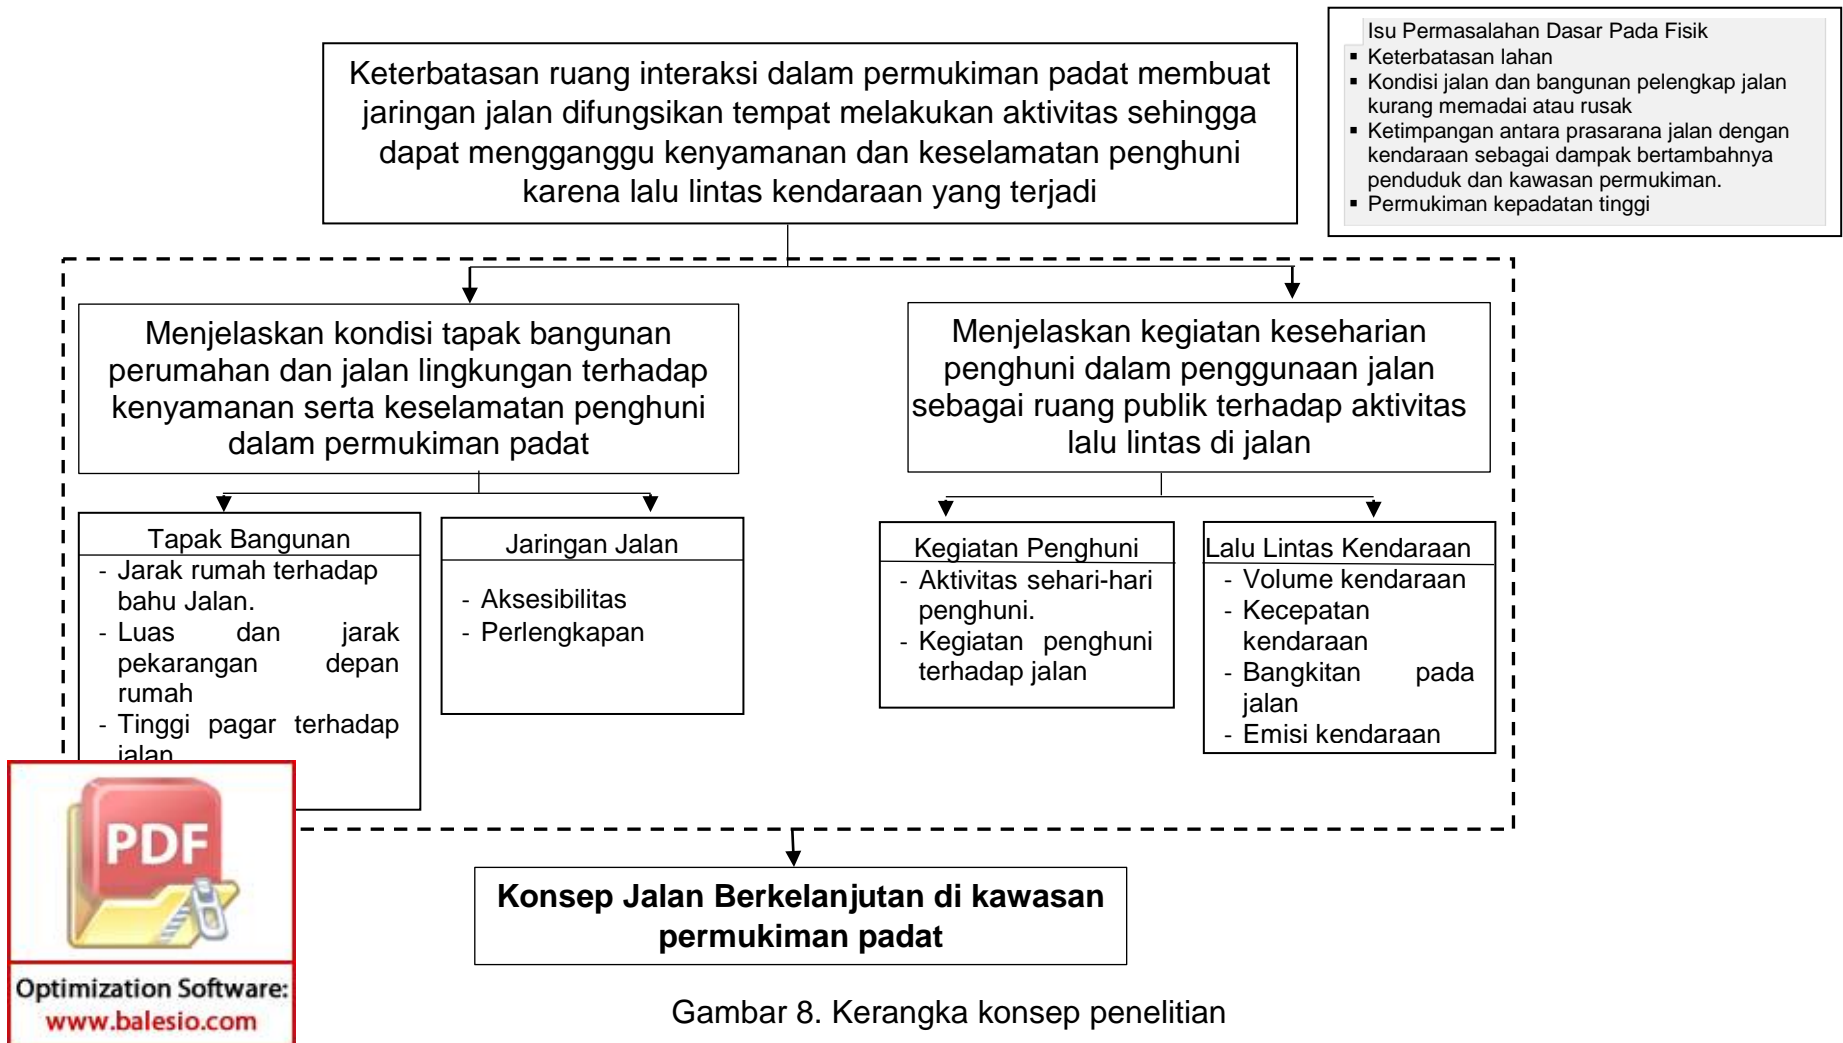 Isu Permasalahan Dasar Pada Fisik
▪ Keterbatasan lahan
▪ Kondisi jalan dan bangunan pelengkap jalan
kurang memadai atau rusak
▪ Ketimpangan antara prasarana jalan dengan
kendaraan sebagai dampak bertambahnya
penduduk dan kawasan permukiman.
▪ Permukiman kepadatan tinggi
Keterbatasan ruang interaksi dalam permukiman padat membuat
jaringan jalan difungsikan tempat melakukan aktivitas sehingga
dapat mengganggu kenyamanan dan keselamatan penghuni
karena lalu lintas kendaraan yang terjadi
Menjelaskan kondisi tapak bangunan
perumahan dan jalan lingkungan terhadap
kenyamanan serta keselamatan penghuni
dalam permukiman padat
Menjelaskan kegiatan keseharian
penghuni dalam penggunaan jalan
sebagai ruang publik terhadap aktivitas
lalu lintas di jalan
Tapak Bangunan
- Jarak rumah terhadap
bahu Jalan.
- Luas dan jarak
pekarangan depan
rumah
- Tinggi pagar terhadap
jalan
Jaringan Jalan
- Aksesibilitas
- Perlengkapan
Kegiatan Penghuni
- Aktivitas sehari-hari
penghuni.
- Kegiatan penghuni
terhadap jalan
Lalu Lintas Kendaraan
- Volume kendaraan
- Kecepatan
kendaraan
- Bangkitan pada
jalan
- Emisi kendaraan
Konsep Jalan Berkelanjutan di kawasan
permukiman padat
PDF
Optimization Software:
www.balesio.com
Gambar 8. Kerangka konsep penelitian